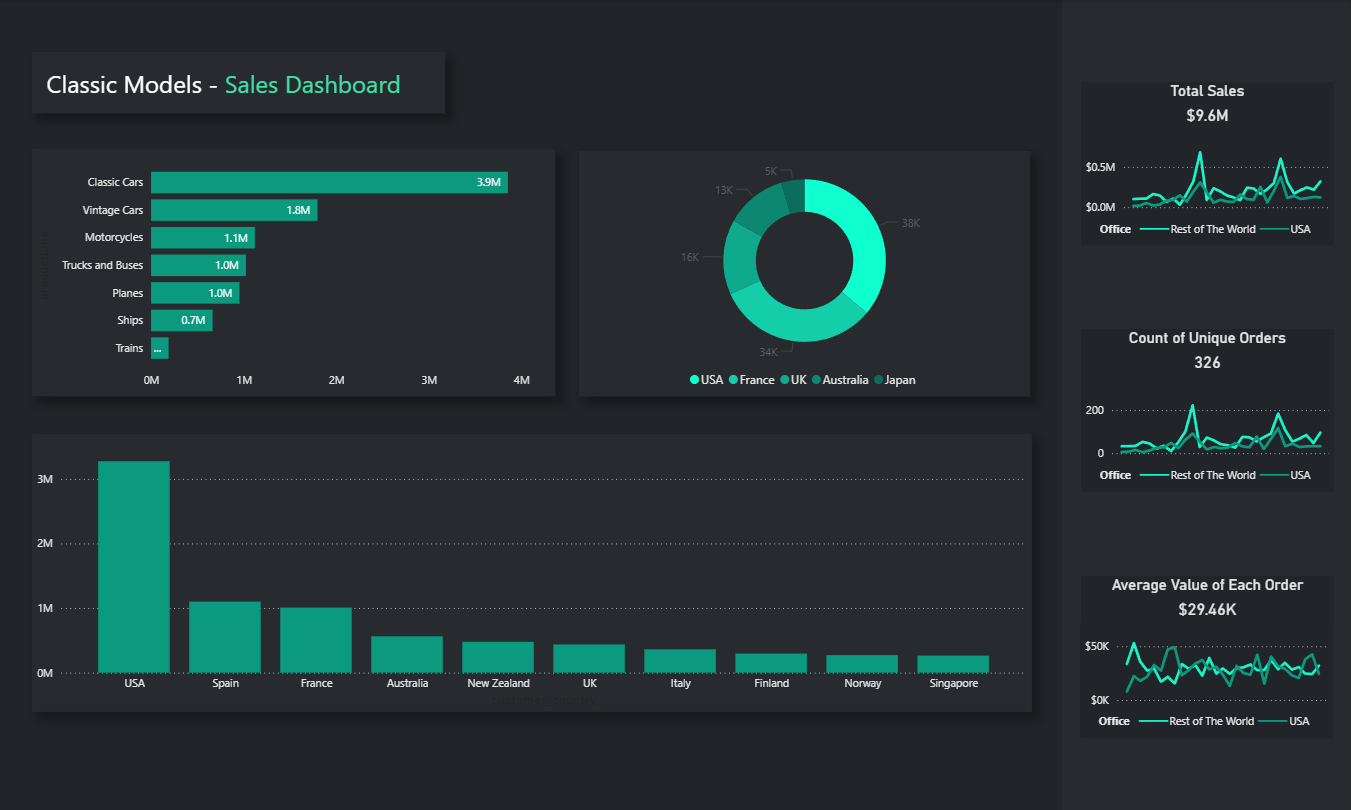 Classic Models - Sales Dashboard
Classic Cars 3.9M
Vintage Cars 1.8M
Motorcycles 1.1M
Trucks and Buses 1.0M
Planes 1.0M
Ships 0.7M
Trains ...
0M 1M 2M 3M 4M
5K
13K
38K
16K
34K
USA France UK Australia Japan
3M
2M
1M
0M
USA Spain France Australia New Zealand UK Italy Finland Norway Singapore
customer_country
Total Sales
$9.6M
$0.5M
$0.0M
Office Rest of The World USA
Count of Unique Orders
326
200
0
Office Rest of The World USA
Average Value of Each Order
$29.46K
$50K
$0K
Office Rest of The World USA